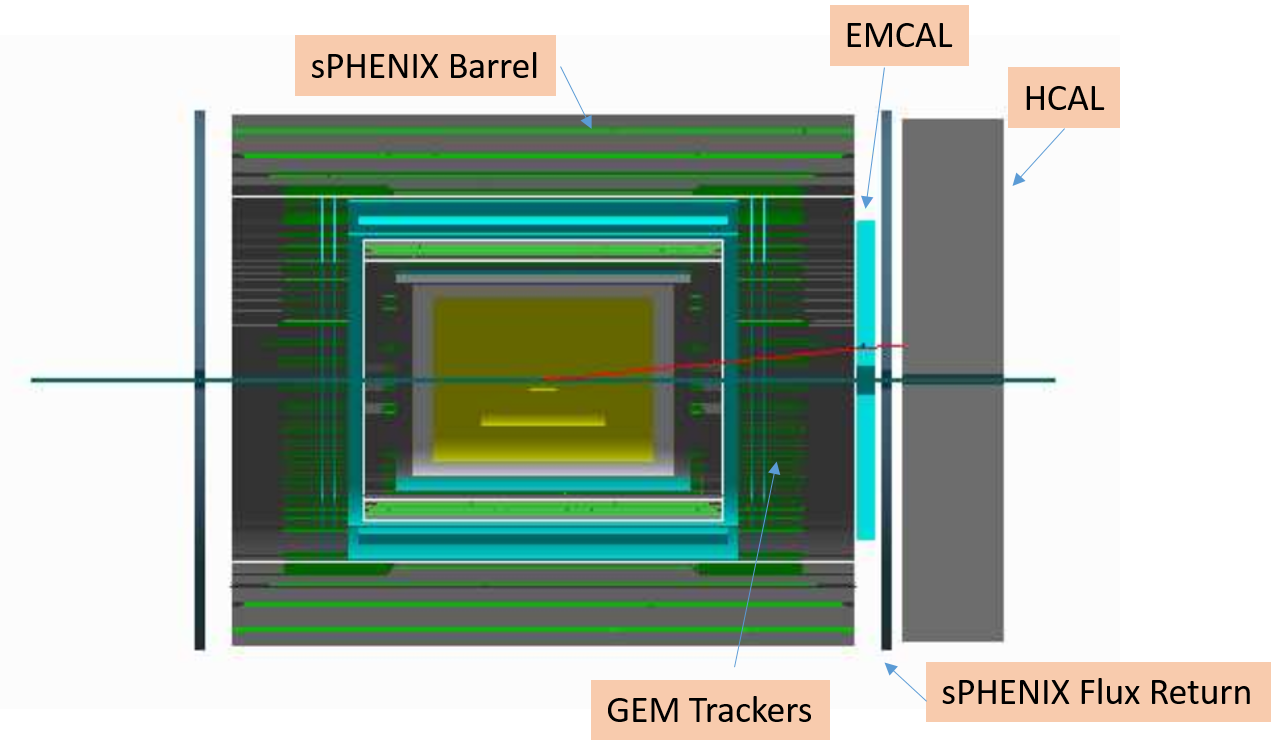 EMCAL
sPHENIX Barrel
HCAL
GEM Trackers
sPHENIX Flux Return